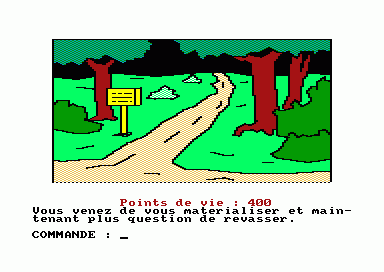 Points de vie : 400
Vous venez de vous materialiser et main-
tenant plus question de revasser.
COMMANDE : _